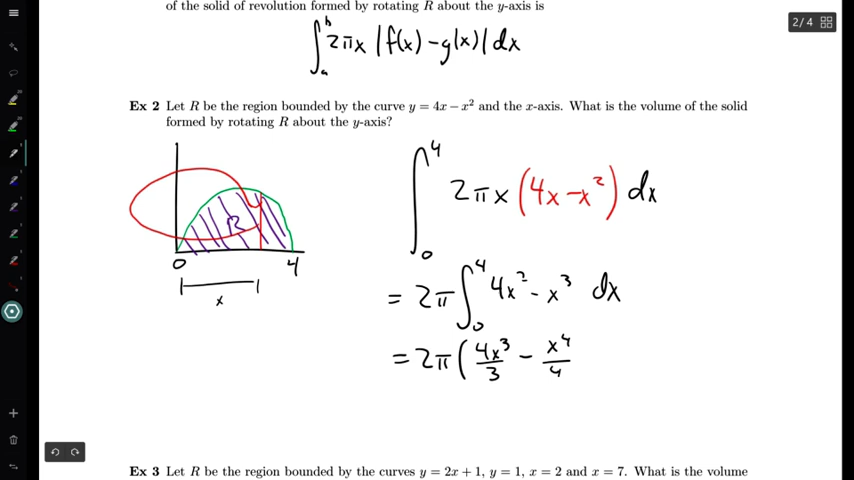 of the solid of revolution formed by rotating R about the y-axis is
∫_a^b 2πx |f(x) - g(x)| dx
2/4
Ex 2 Let R be the region bounded by the curve y = 4x − x² and the x-axis. What is the volume of the solid
formed by rotating R about the y-axis?
R
0 4
x
∫_0^4 2πx (4x - x²) dx
= 2π ∫_0^4 4x² - x³ dx
= 2π ( 4x³/3 - x⁴/4
Ex 3 Let R be the region bounded by the curves y = 2x + 1, y = 1, x = 2 and x = 7. What is the volume